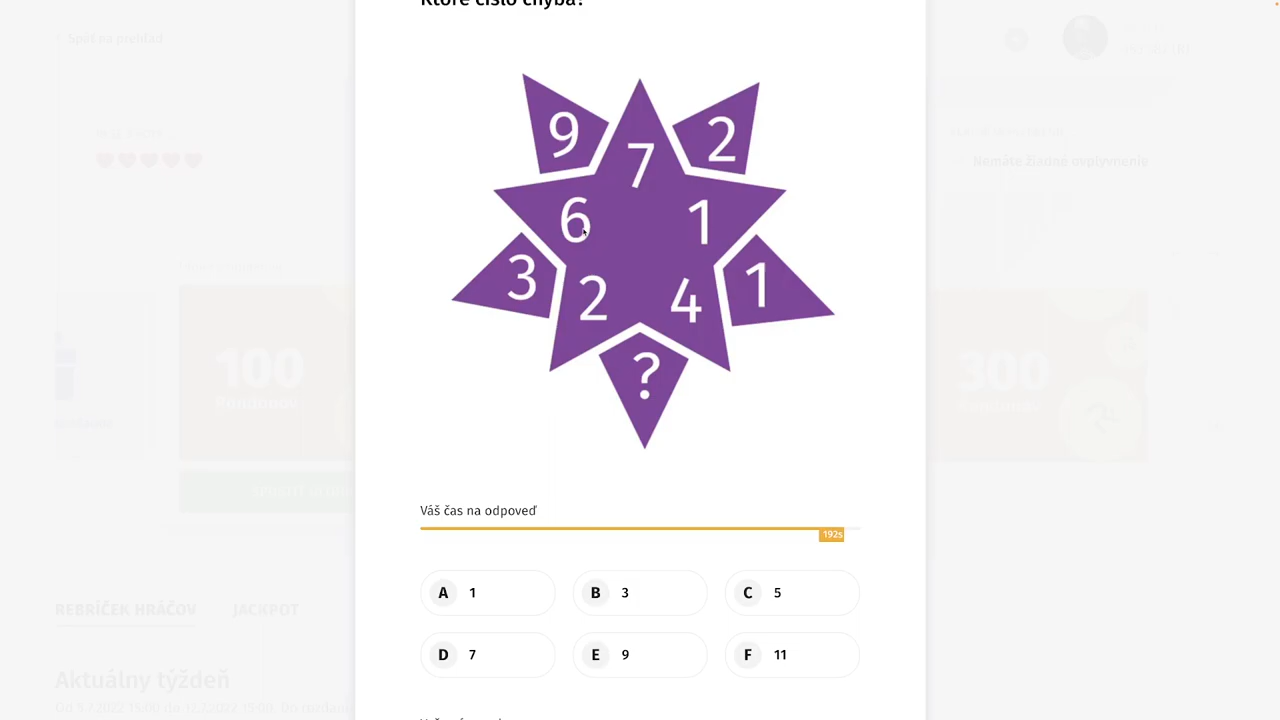 Ktoré číslo chýba?
Späť na prehľad
9
7
2
6
1
3
2
4
1
?
Nemáte žiadne ovplyvnenie
100
300
Váš čas na odpoveď
192s
A 1
B 3
C 5
D 7
E 9
F 11
REBRÍČEK HRÁČOV
JACKPOT
Aktuálny týždeň